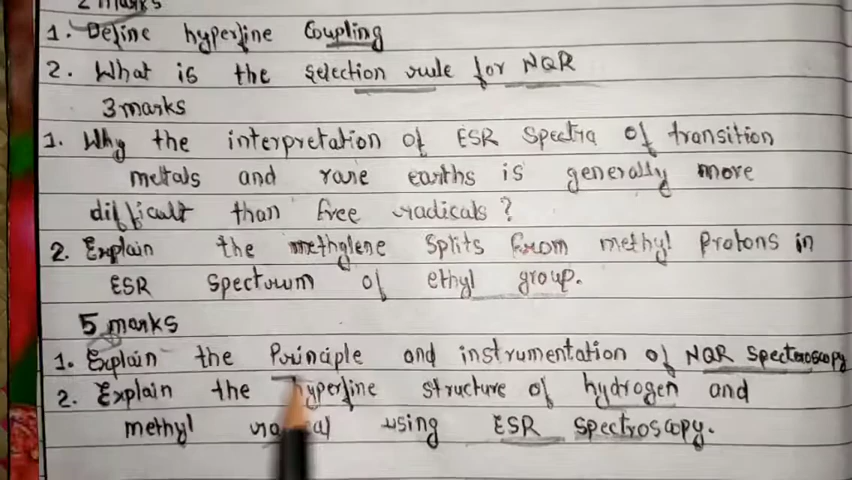 2 marks
1. Define hyperfine Coupling
2. What is the selection rule for NQR
3 marks
1. Why the interpretation of ESR Spectra of transition
metals and rare earths is generally more
difficult than free radicals?
2. Explain the methylene splits from methyl protons in
ESR spectrum of ethyl group.
5 marks
1. Explain the Principle and instrumentation of NQR spectroscopy
2. Explain the hyperfine structure of hydrogen and
methyl using ESR spectroscopy.